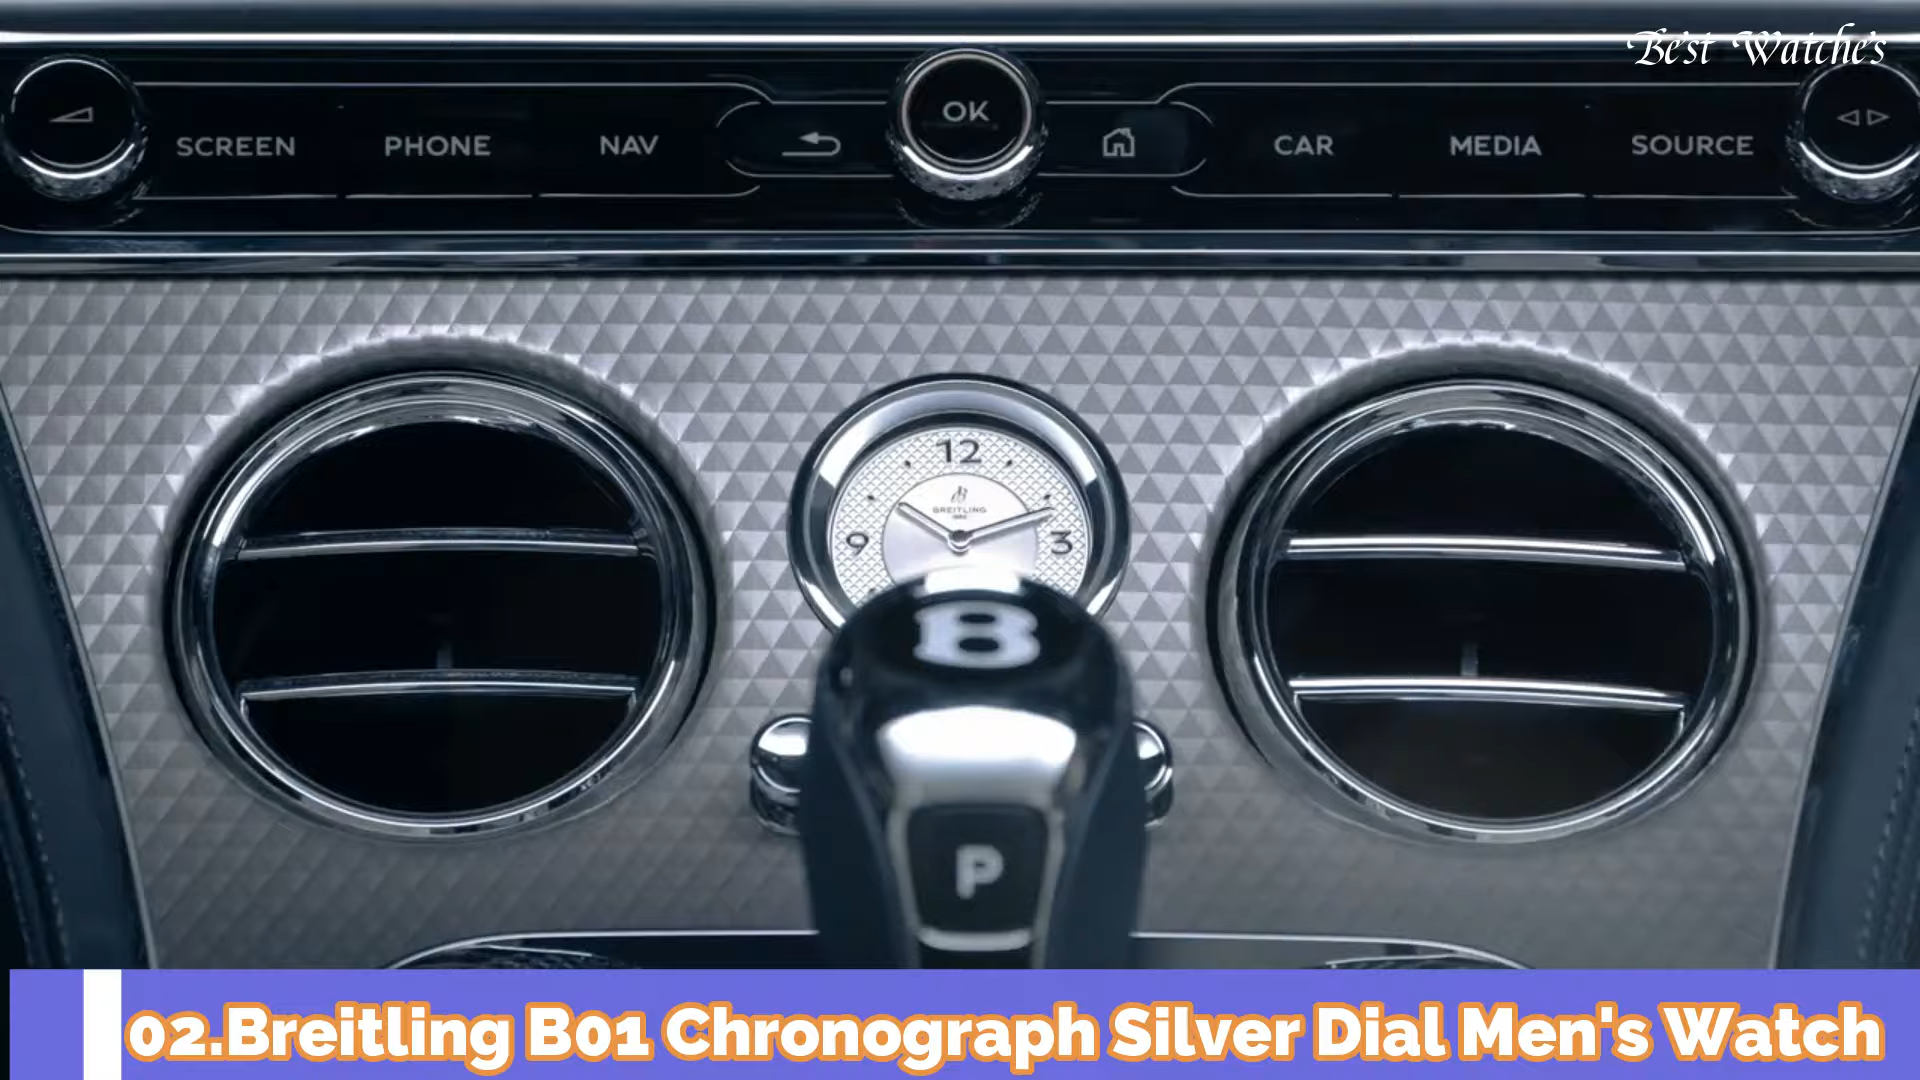 Be'st Watche's
OK
SCREEN PHONE NAV CAR MEDIA SOURCE
12
BREITLING
9 3
B
P
02.Breitling B01 Chronograph Silver Dial Men's Watch